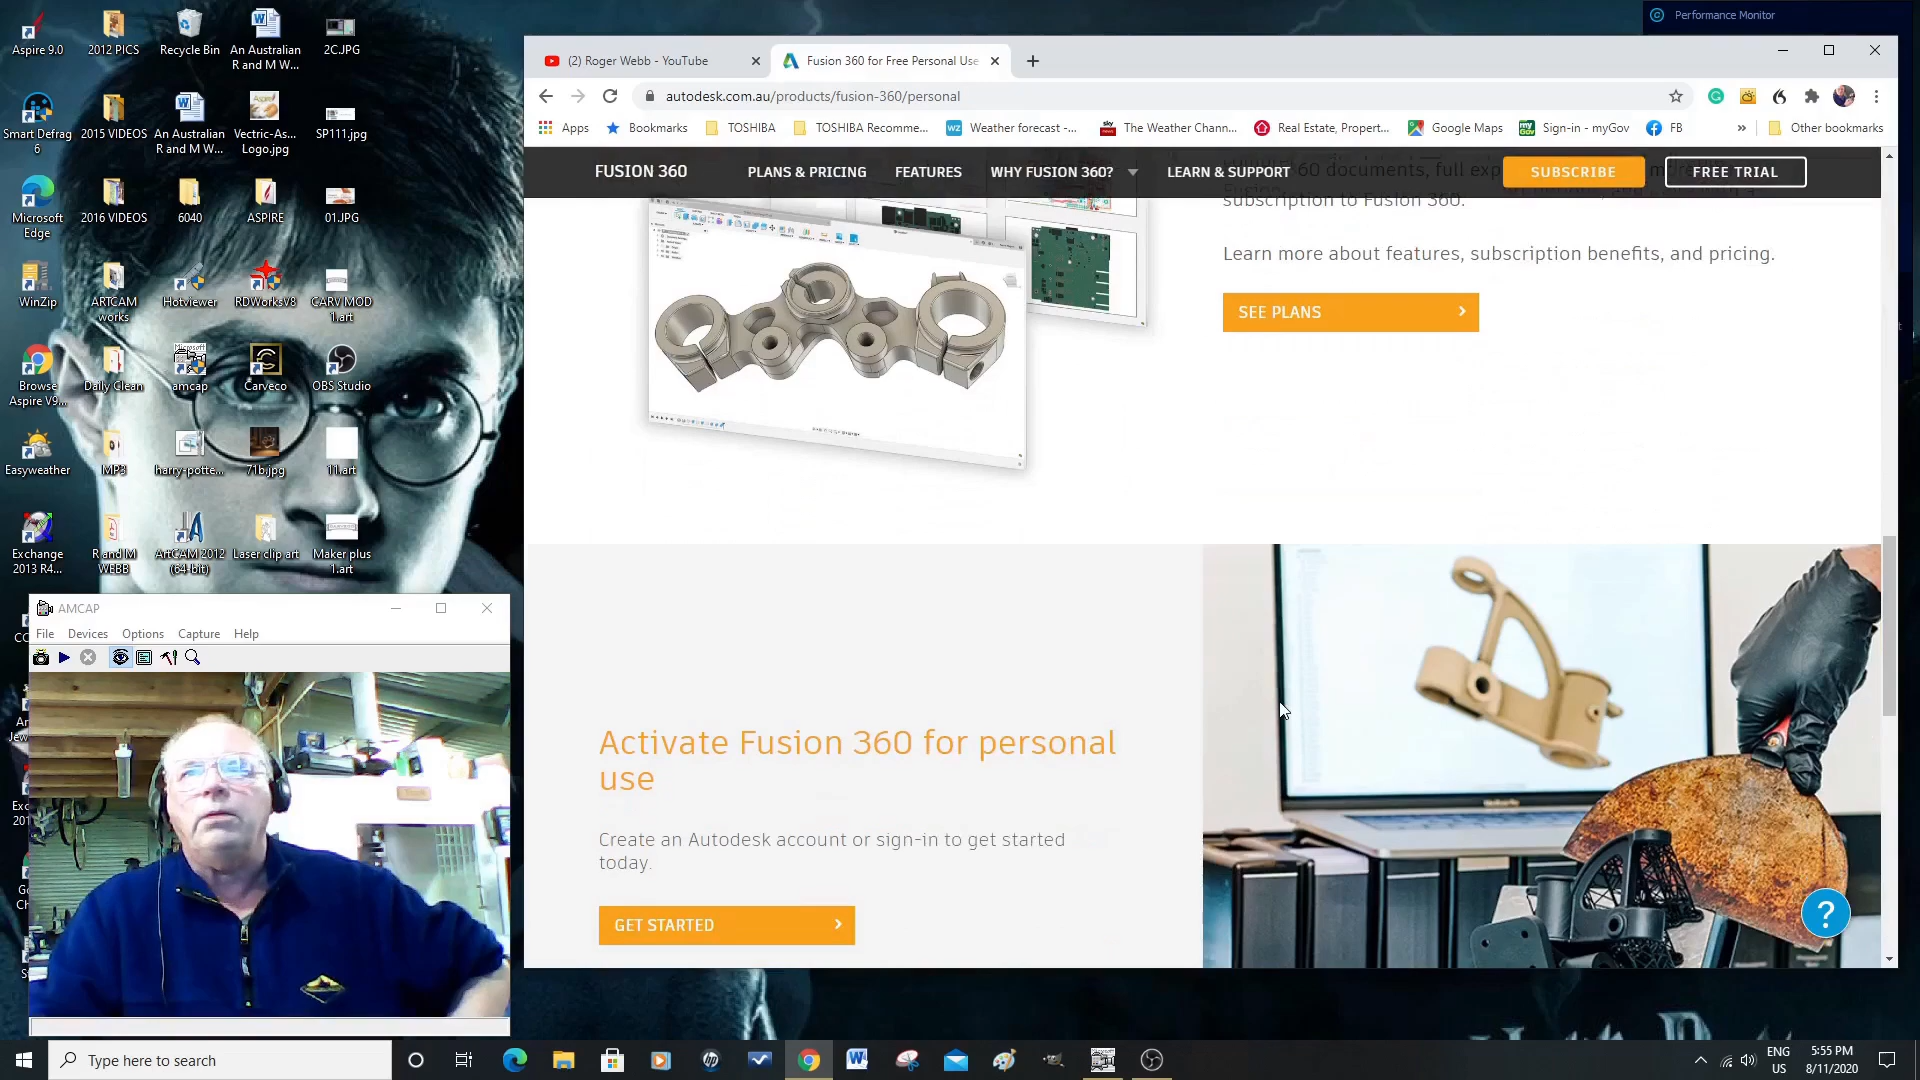 Aspire 9.0
2012 PICS
Recycle Bin
An Australian
R and M W...
2C.JPG
Smart Defrag
6
2015 VIDEOS
An Australian
R and M W...
Vectric-As...
Logo.jpg
SP111.jpg
Microsoft
Edge
2016 VIDEOS
6040
ASPIRE
01.JPG
WinZip
ARTCAM
works
Hotviewer
RDWorksV8
CARV MOD
1.art
Browse
Aspire V9...
Daily Clean
Microsoft
amcap
Carveco
OBS Studio
Easyweather
MP3
harry-potte...
71b.jpg
11.art
Exchange
2013 R4...
R and M
WEBB
ArtCAM 2012
(64-bit)
Laser clip art
Maker plus
1.art
Performance Monitor
(2) Roger Webb - YouTube
Fusion 360 for Free Personal Use
autodesk.com.au/products/fusion-360/personal
Apps
Bookmarks
TOSHIBA
TOSHIBA Recomme...
Weather forecast -...
The Weather Chann...
Real Estate, Propert...
Google Maps
Sign-in - myGov
FB
»
Other bookmarks
FUSION 360
PLANS & PRICING
FEATURES
WHY FUSION 360?
LEARN & SUPPORT
SUBSCRIBE
FREE TRIAL
subscription to Fusion 360.
Learn more about features, subscription benefits, and pricing.
SEE PLANS
Activate Fusion 360 for personal
use
Create an Autodesk account or sign-in to get started
today.
GET STARTED
?
AMCAP
File
Devices
Options
Capture
Help
Type here to search
ENG
US
5:55 PM
8/11/2020